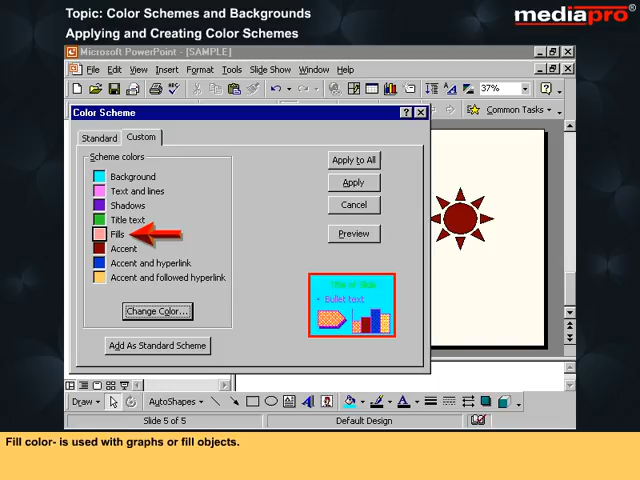 Topic: Color Schemes and Backgrounds
Applying and Creating Color Schemes
mediapro®
Microsoft PowerPoint - [SAMPLE]
File Edit View Insert Format Tools Slide Show Window Help
37%
Common Tasks
Color Scheme
Standard Custom
Scheme colors
Background
Text and lines
Shadows
Title text
Fills
Accent
Accent and hyperlink
Accent and followed hyperlink
Change Color...
Add As Standard Scheme
Apply to All
Apply
Cancel
Preview
Title of Slide
• Bullet text
Draw AutoShapes
Slide 5 of 5 Default Design
Fill color- is used with graphs or fill objects.